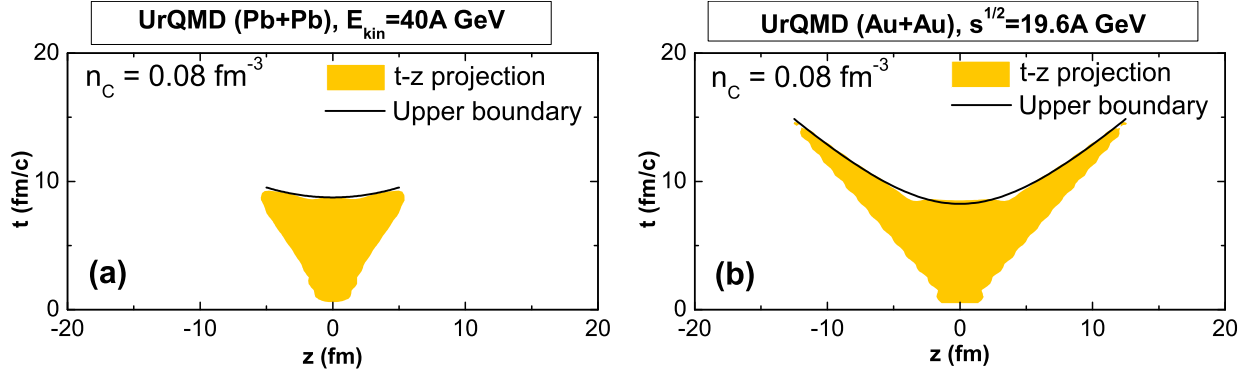 UrQMD (Pb+Pb), E_kin=40A GeV
n_C = 0.08 fm^-3
t-z projection
Upper boundary
(a)
t (fm/c)
20
10
0
-20
-10
0
10
20
z (fm)
UrQMD (Au+Au), s^1/2=19.6A GeV
n_C = 0.08 fm^-3
t-z projection
Upper boundary
(b)
t (fm/c)
20
10
0
-20
-10
0
10
20
z (fm)